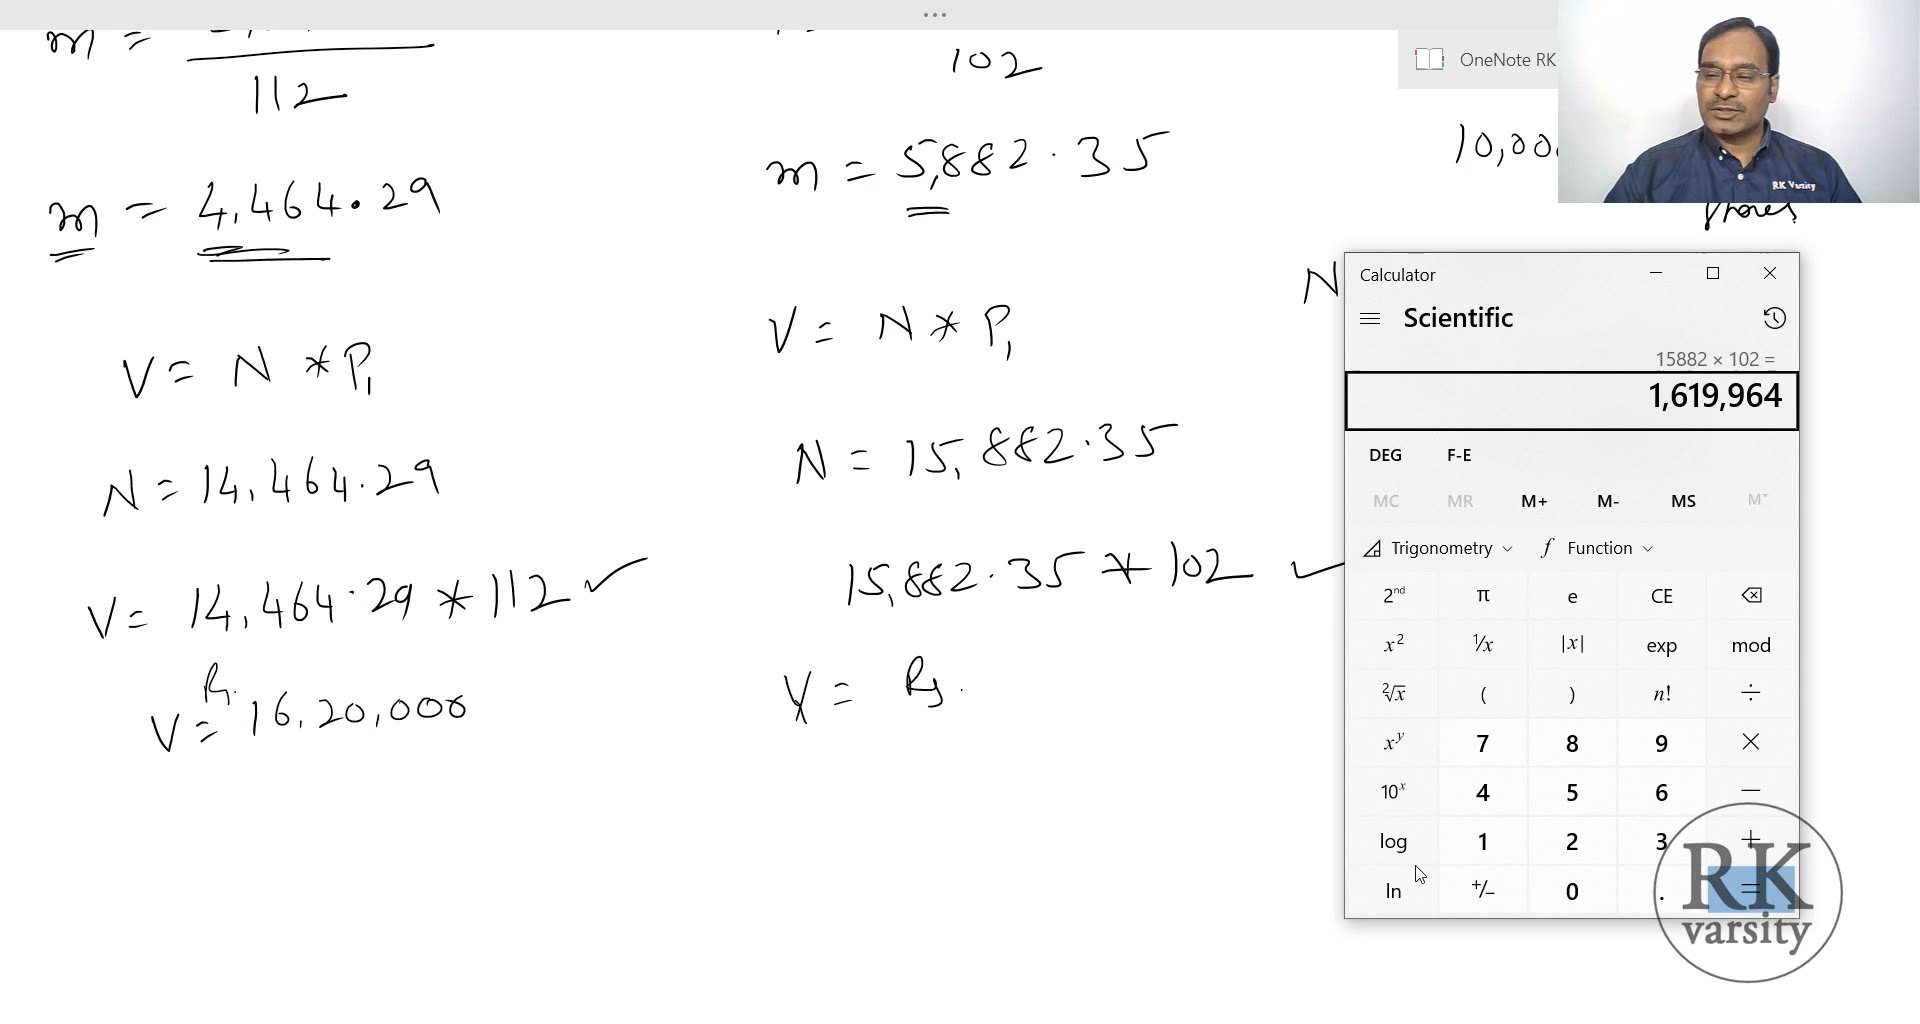 m =
112
m = 4,464.29
V = N * P1
N = 14,464.29
V = 14,464.29 * 112 ✓
Rs.
V = 16,20,000
102
m = 5,882.35
V = N * P1
N = 15,882.35
15,882.35 * 102 ✓
V = Rs.
OneNote RK
10,000
shares
N
RK Varsity
Calculator
Scientific
15882 × 102 =
1,619,964
DEG F-E
MC MR M+ M- MS M˅
Trigonometry f Function
2nd π e CE
x² ¹/x |x| exp mod
²√x ( ) n! ÷
xʸ 7 8 9 ×
10ˣ 4 5 6 −
log 1 2 3 +
ln +/− 0 . =
RK
varsity